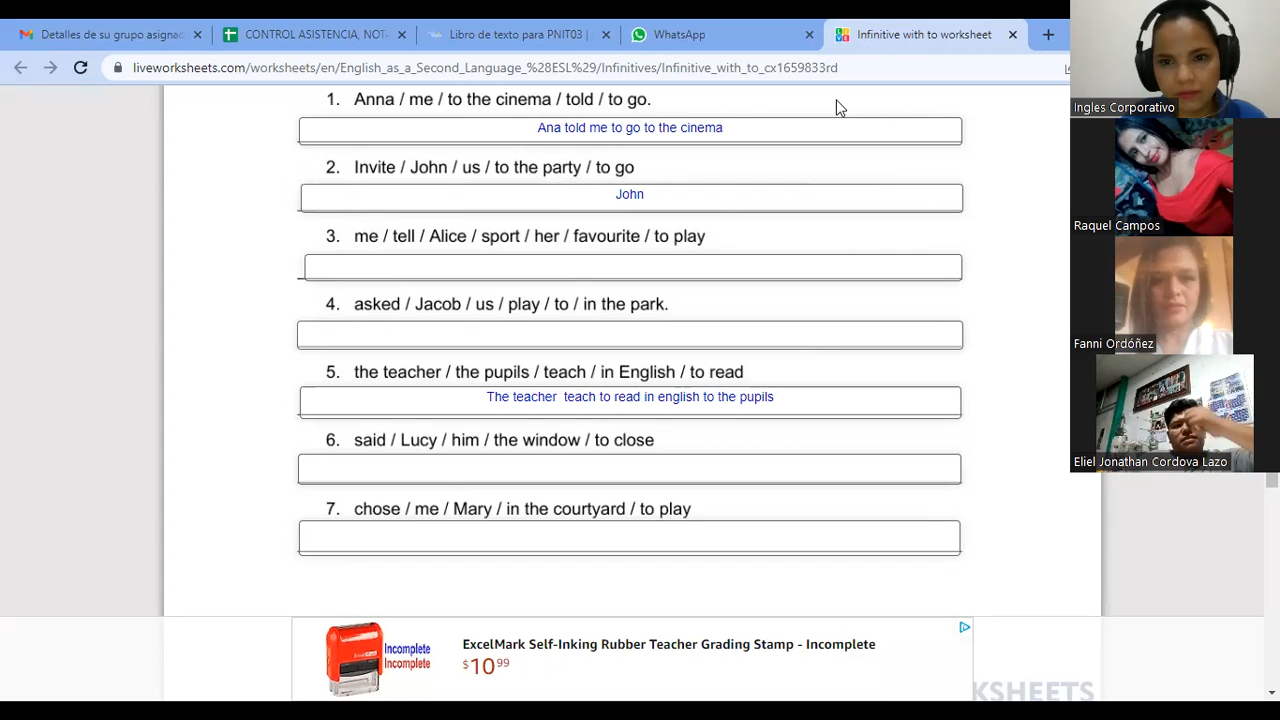 Detalles de su grupo asignad
CONTROL ASISTENCIA, NOT-
Libro de texto para PNIT03 |
WhatsApp
Infinitive with to worksheet
liveworksheets.com/worksheets/en/English_as_a_Second_Language_%28ESL%29/Infinitives/Infinitive_with_to_cx1659833rd
1. Anna / me / to the cinema / told / to go.
Ana told me to go to the cinema
2. Invite / John / us / to the party / to go
John
3. me / tell / Alice / sport / her / favourite / to play
4. asked / Jacob / us / play / to / in the park.
5. the teacher / the pupils / teach / in English / to read
The teacher teach to read in english to the pupils
6. said / Lucy / him / the window / to close
7. chose / me / Mary / in the courtyard / to play
Incomplete
Incomplete
ExcelMark Self-Inking Rubber Teacher Grading Stamp - Incomplete
$10 99
KSHEETS
Ingles Corporativo
Raquel Campos
Fanni Ordóñez
Eliel Jonathan Cordova Lazo